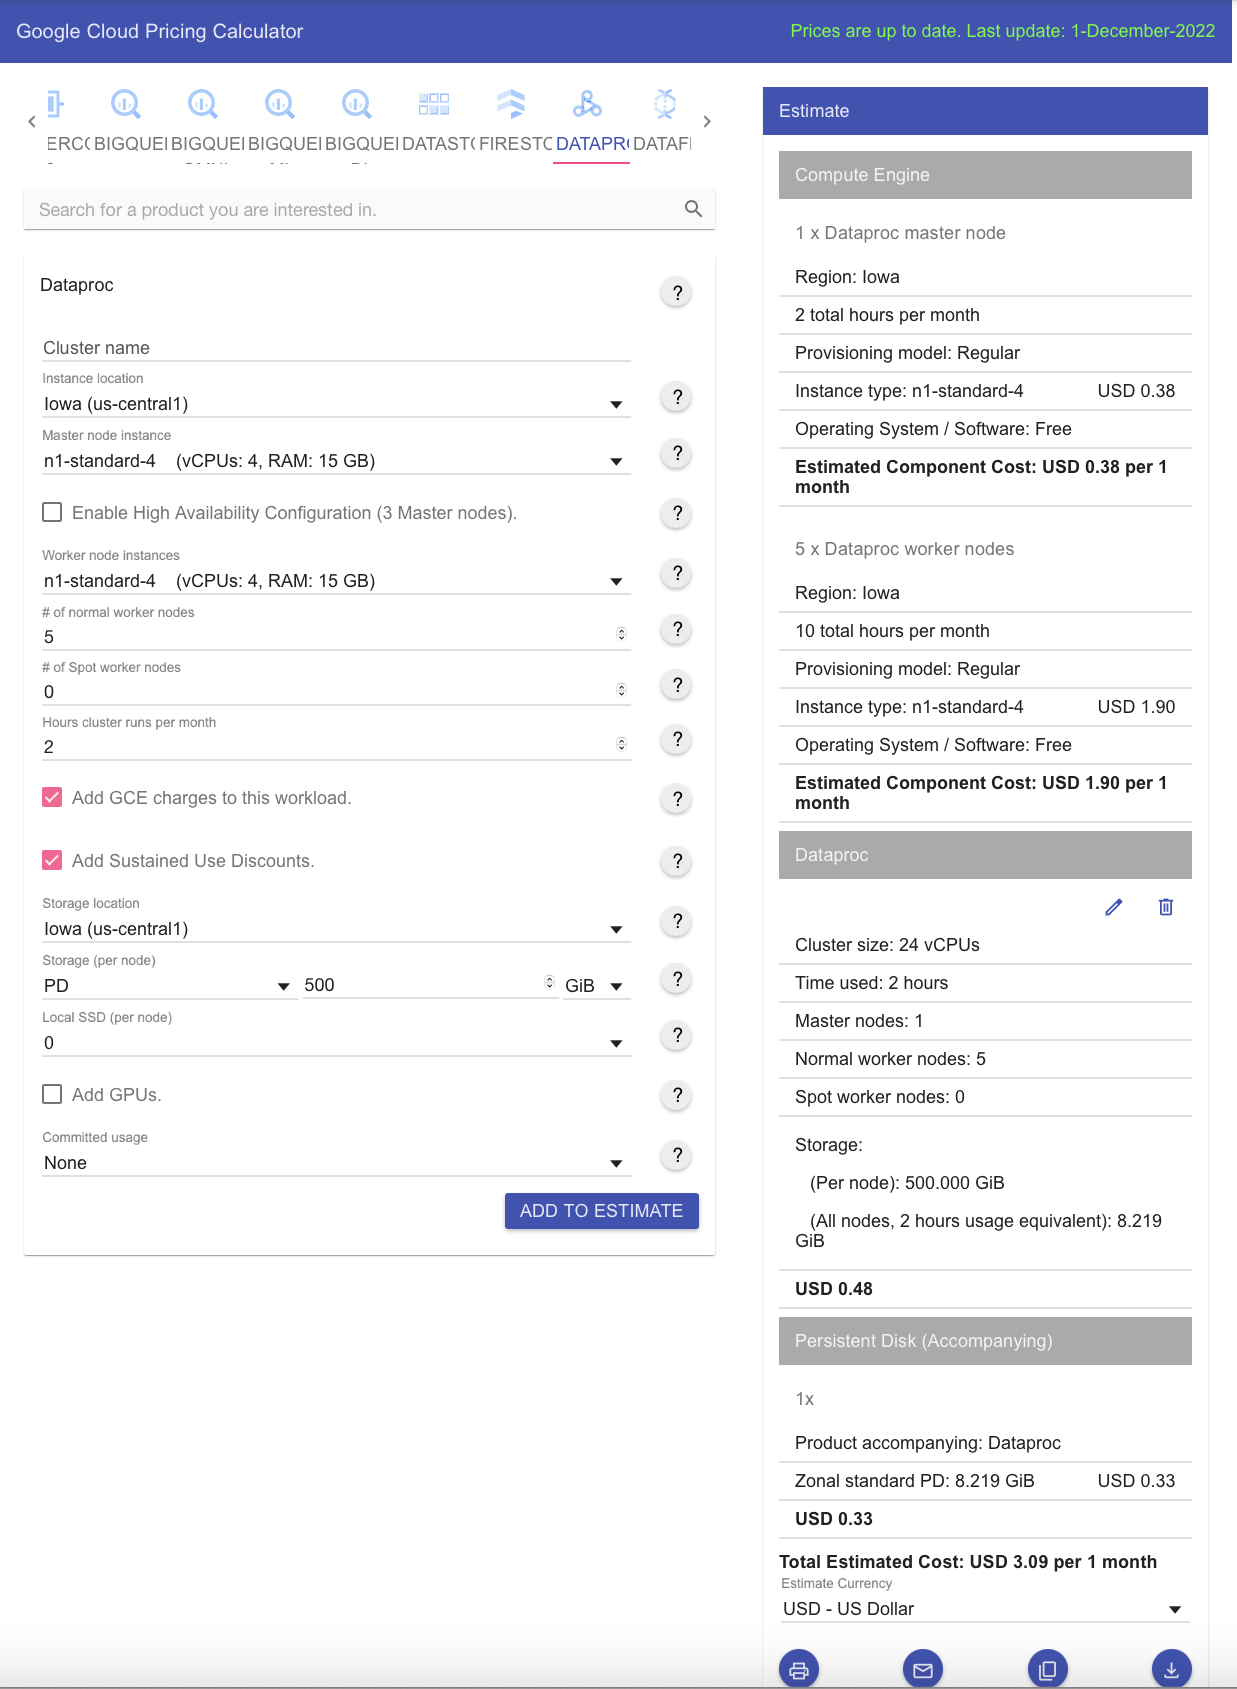 Google Cloud Pricing Calculator
Prices are up to date. Last update: 1-December-2022
BIGQUEI BIGQUEI BIGQUEI BIGQUEI DATAST FIREST DATAPR DATAFI
Search for a product you are interested in.
Dataproc
?
Cluster name
Instance location
Iowa (us-central1)
?
Master node instance
n1-standard-4 (vCPUs: 4, RAM: 15 GB)
?
Enable High Availability Configuration (3 Master nodes).
?
Worker node instances
n1-standard-4 (vCPUs: 4, RAM: 15 GB)
?
# of normal worker nodes
5
?
# of Spot worker nodes
0
?
Hours cluster runs per month
2
?
Add GCE charges to this workload.
?
Add Sustained Use Discounts.
?
Storage location
Iowa (us-central1)
?
Storage (per node)
PD 500 GiB
?
Local SSD (per node)
0
?
Add GPUs.
?
Committed usage
None
?
ADD TO ESTIMATE
Estimate
Compute Engine
1 x Dataproc master node
Region: Iowa
2 total hours per month
Provisioning model: Regular
Instance type: n1-standard-4 USD 0.38
Operating System / Software: Free
Estimated Component Cost: USD 0.38 per 1
month
5 x Dataproc worker nodes
Region: Iowa
10 total hours per month
Provisioning model: Regular
Instance type: n1-standard-4 USD 1.90
Operating System / Software: Free
Estimated Component Cost: USD 1.90 per 1
month
Dataproc
Cluster size: 24 vCPUs
Time used: 2 hours
Master nodes: 1
Normal worker nodes: 5
Spot worker nodes: 0
Storage:
(Per node): 500.000 GiB
(All nodes, 2 hours usage equivalent): 8.219
GiB
USD 0.48
Persistent Disk (Accompanying)
1x
Product accompanying: Dataproc
Zonal standard PD: 8.219 GiB USD 0.33
USD 0.33
Total Estimated Cost: USD 3.09 per 1 month
Estimate Currency
USD - US Dollar